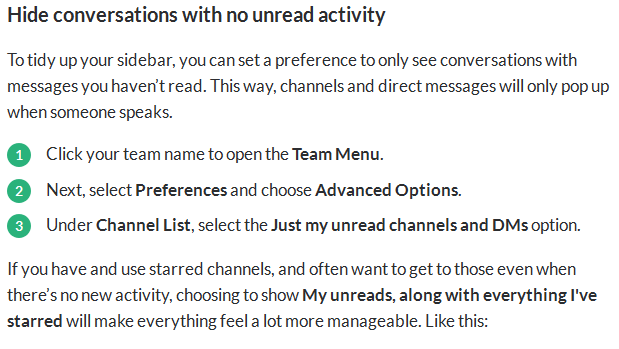 Hide conversations with no unread activity
To tidy up your sidebar, you can set a preference to only see conversations with
messages you haven’t read. This way, channels and direct messages will only pop up
when someone speaks.
1 Click your team name to open the Team Menu.
2 Next, select Preferences and choose Advanced Options.
3 Under Channel List, select the Just my unread channels and DMs option.
If you have and use starred channels, and often want to get to those even when
there’s no new activity, choosing to show My unreads, along with everything I've
starred will make everything feel a lot more manageable. Like this: